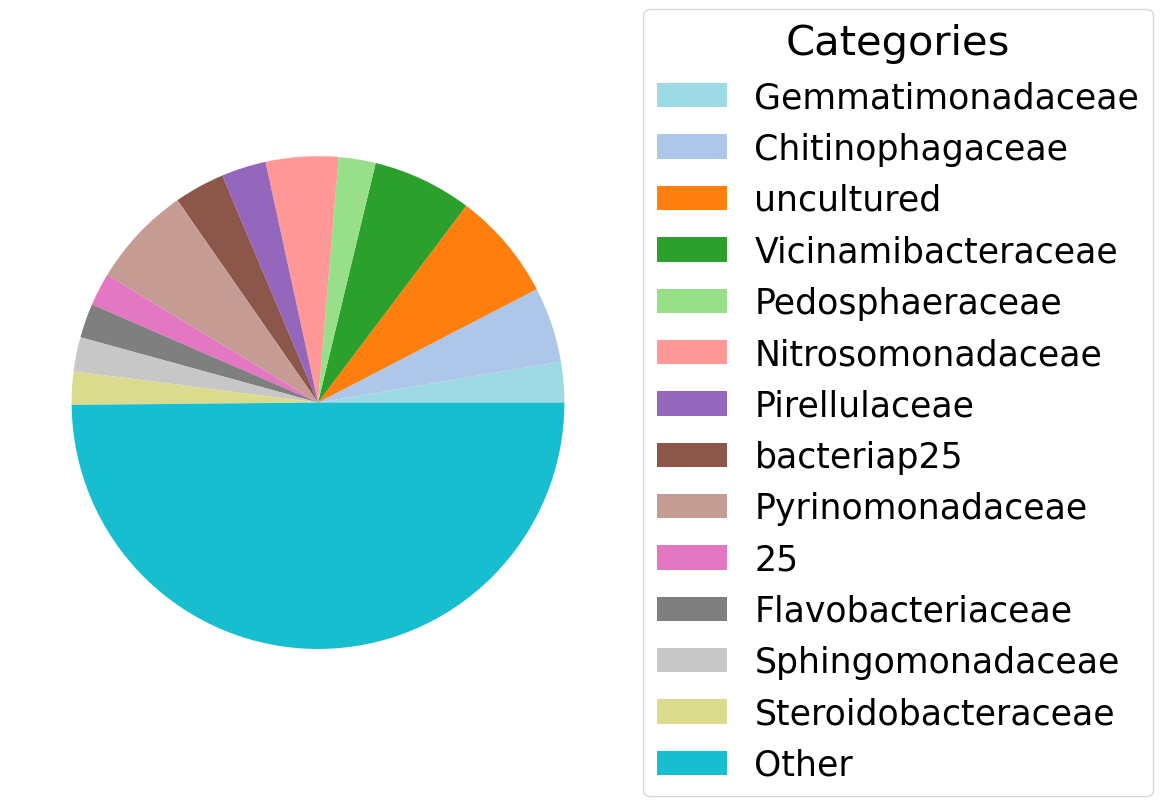 Categories
Gemmatimonadaceae
Chitinophagaceae
uncultured
Vicinamibacteraceae
Pedosphaeraceae
Nitrosomonadaceae
Pirellulaceae
bacteriap25
Pyrinomonadaceae
25
Flavobacteriaceae
Sphingomonadaceae
Steroidobacteraceae
Other